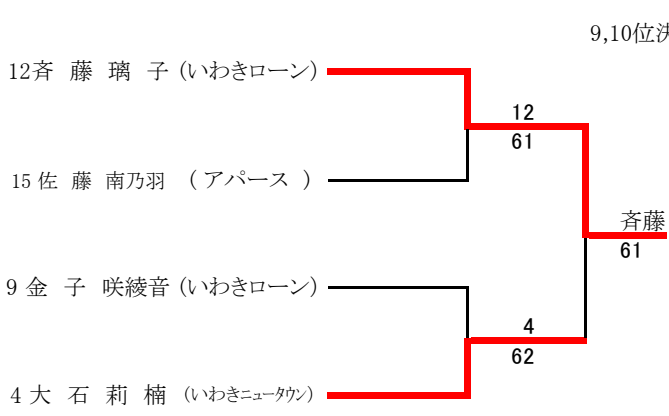 9,10位決
12斉 藤 璃 子 (いわきローン)
12
61
15 佐 藤 南乃羽 ( アパース )
斉藤
61
9 金 子 咲綾音 (いわきローン)
4
62
4 大 石 莉 楠 (いわきニュータウン)